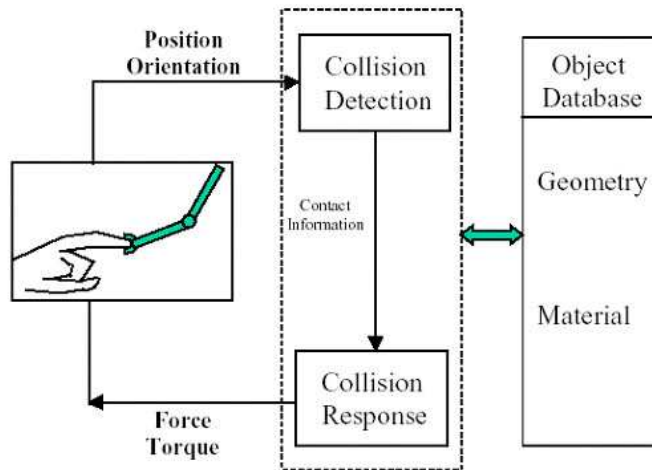 Position
Orientation
Collision
Detection
Object
Database
Contact
Information
Geometry
Material
Collision
Response
Force
Torque